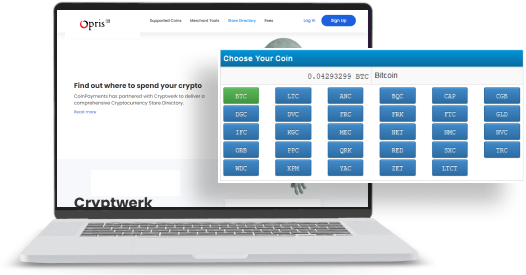 Opris
Supported Coins Merchant Tools Store Directory Fees Log In Sign Up
Find out where to spend your crypto
CoinPayments has partnered with Cryptwerk to deliver a
comprehensive Cryptocurrency Store Directory.
Read more
Cryptwerk
Choose Your Coin
0.04293299 BTC Bitcoin
BTC LTC ANC BQC CAP CGB
DGC DVC FRC FRK FTC GLD
IFC KGC MEC NET NMC NVC
ORB PPC QRK RED SXC TRC
WDC XPM YAC ZET LTCT